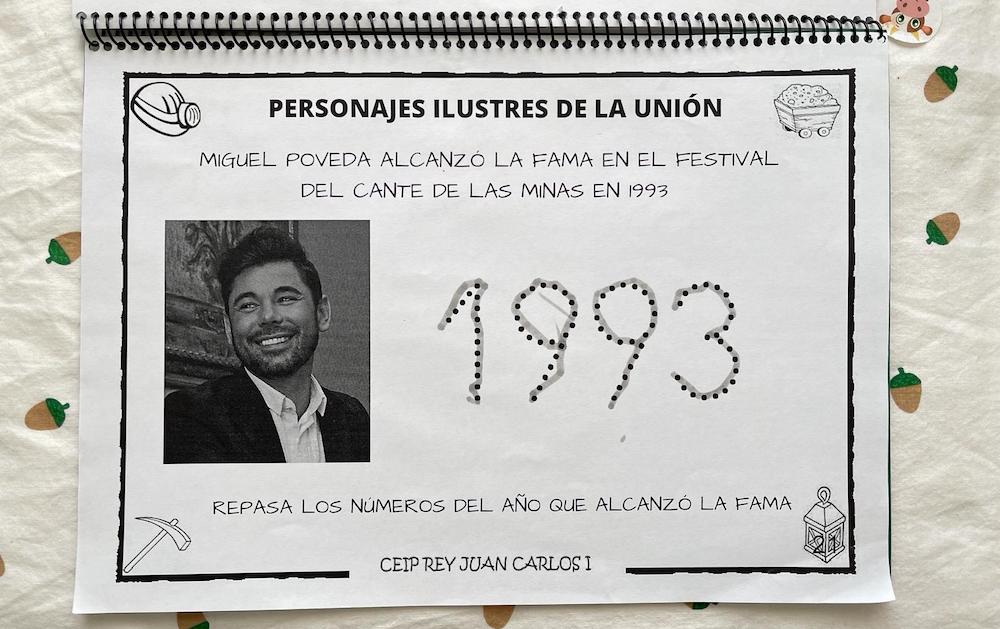 PERSONAJES ILUSTRES DE LA UNIÓN
MIGUEL POVEDA ALCANZÓ LA FAMA EN EL FESTIVAL
DEL CANTE DE LAS MINAS EN 1993
1993
REPASA LOS NÚMEROS DEL AÑO QUE ALCANZÓ LA FAMA
CEIP REY JUAN CARLOS I